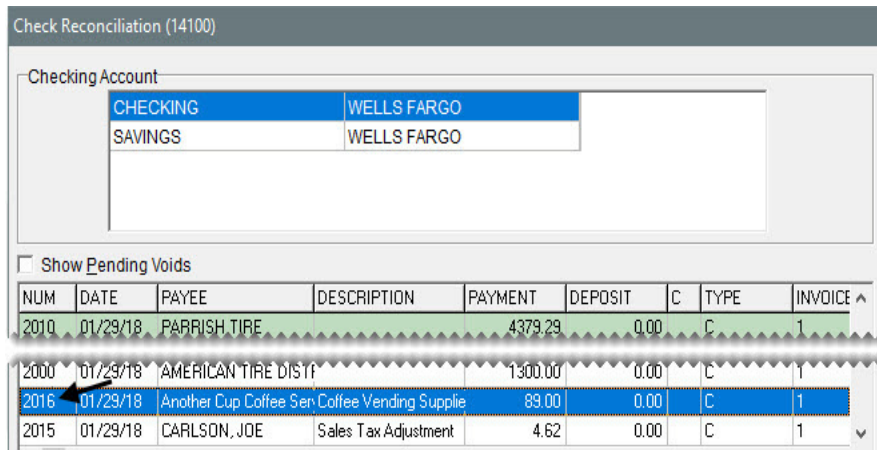 Check Reconciliation (14100)
Checking Account
CHECKING WELLS FARGO
SAVINGS WELLS FARGO
Show Pending Voids
NUM DATE PAYEE DESCRIPTION PAYMENT DEPOSIT C TYPE INVOICE
2010 01/29/18 PARRISH TIRE 4379.29 0.00 C 1
2000 01/29/18 AMERICAN TIRE DISTF 1300.00 0.00 C 1
2016 01/29/18 Another Cup Coffee Ser Coffee Vending Supplie 89.00 0.00 C 1
2015 01/29/18 CARLSON, JOE Sales Tax Adjustment 4.62 0.00 C 1